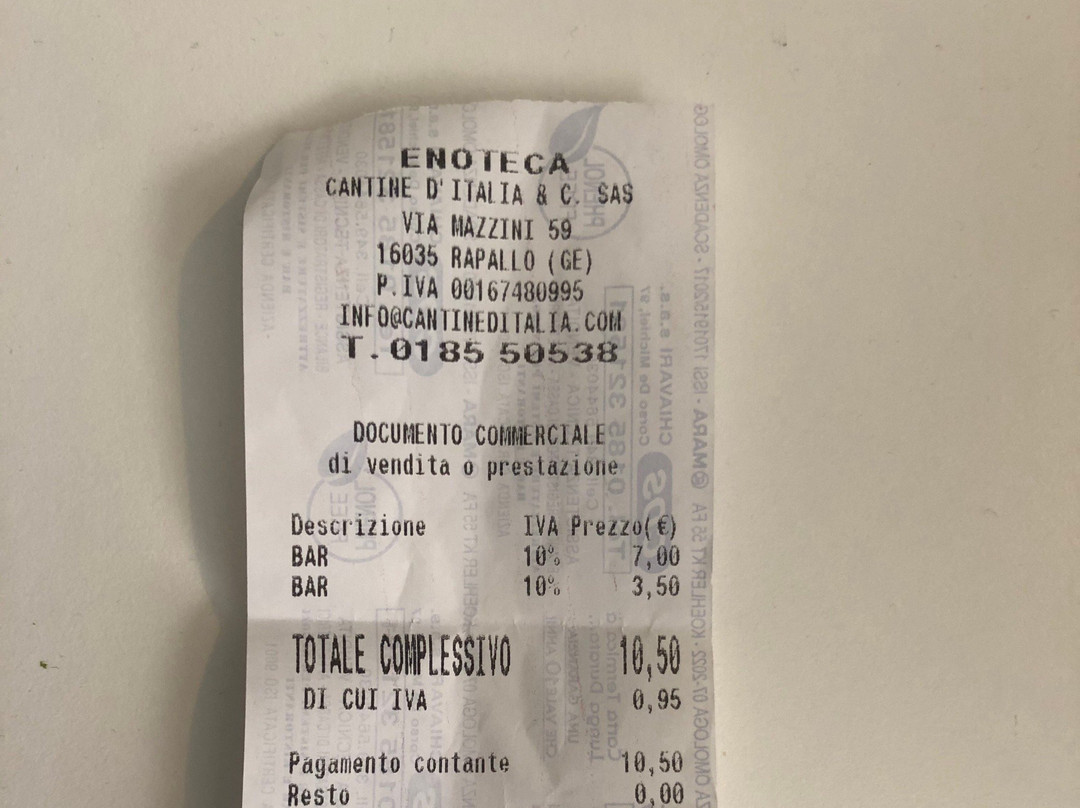 ENOTECA
CANTINE D'ITALIA & C. SAS
VIA MAZZINI 59
16035 RAPALLO (GE)
P.IVA 00167480995
INFO@CANTINEDITALIA.COM
T. 0185 50538
DOCUMENTO COMMERCIALE
di vendita o prestazione
Descrizione IVA Prezzo(€)
BAR 10% 7,00
BAR 10% 3,50
TOTALE COMPLESSIVO 10,50
DI CUI IVA 0,95
Pagamento contante 10,50
Resto 0,00